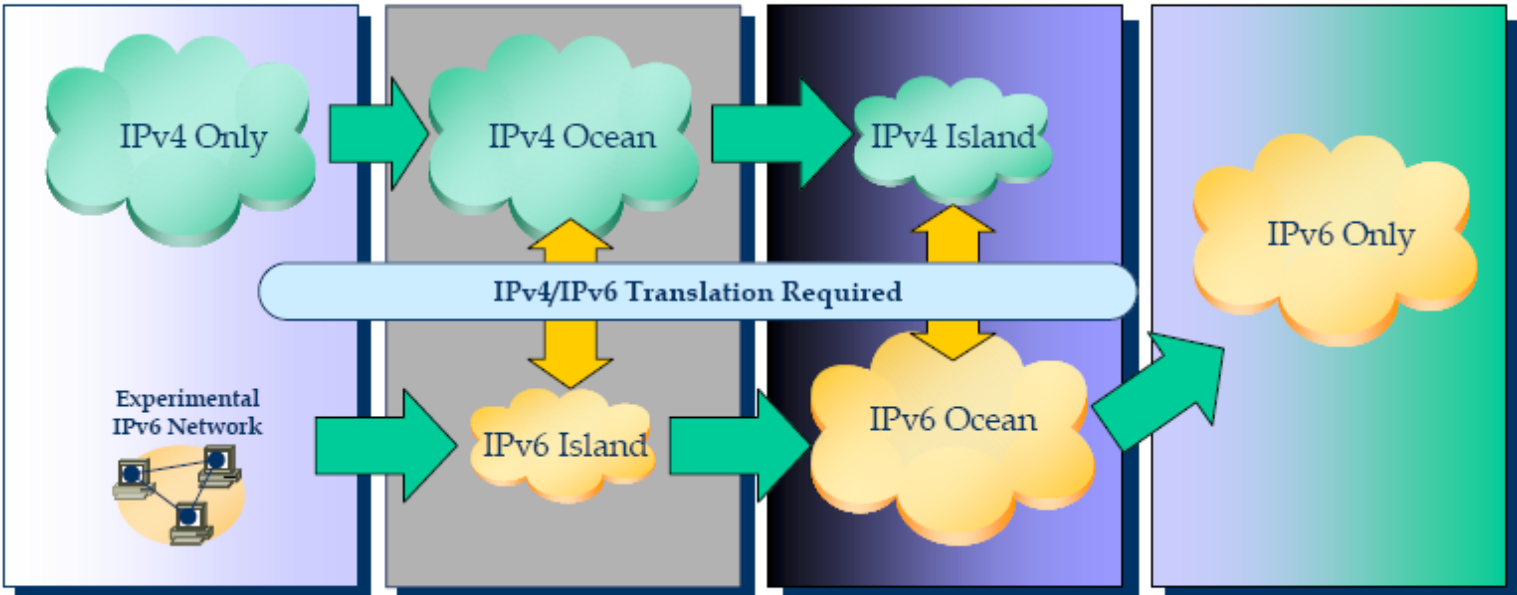 IPv4 Only
IPv4 Ocean
IPv4 Island
IPv6 Only
IPv4/IPv6 Translation Required
Experimental
IPv6 Network
IPv6 Island
IPv6 Ocean